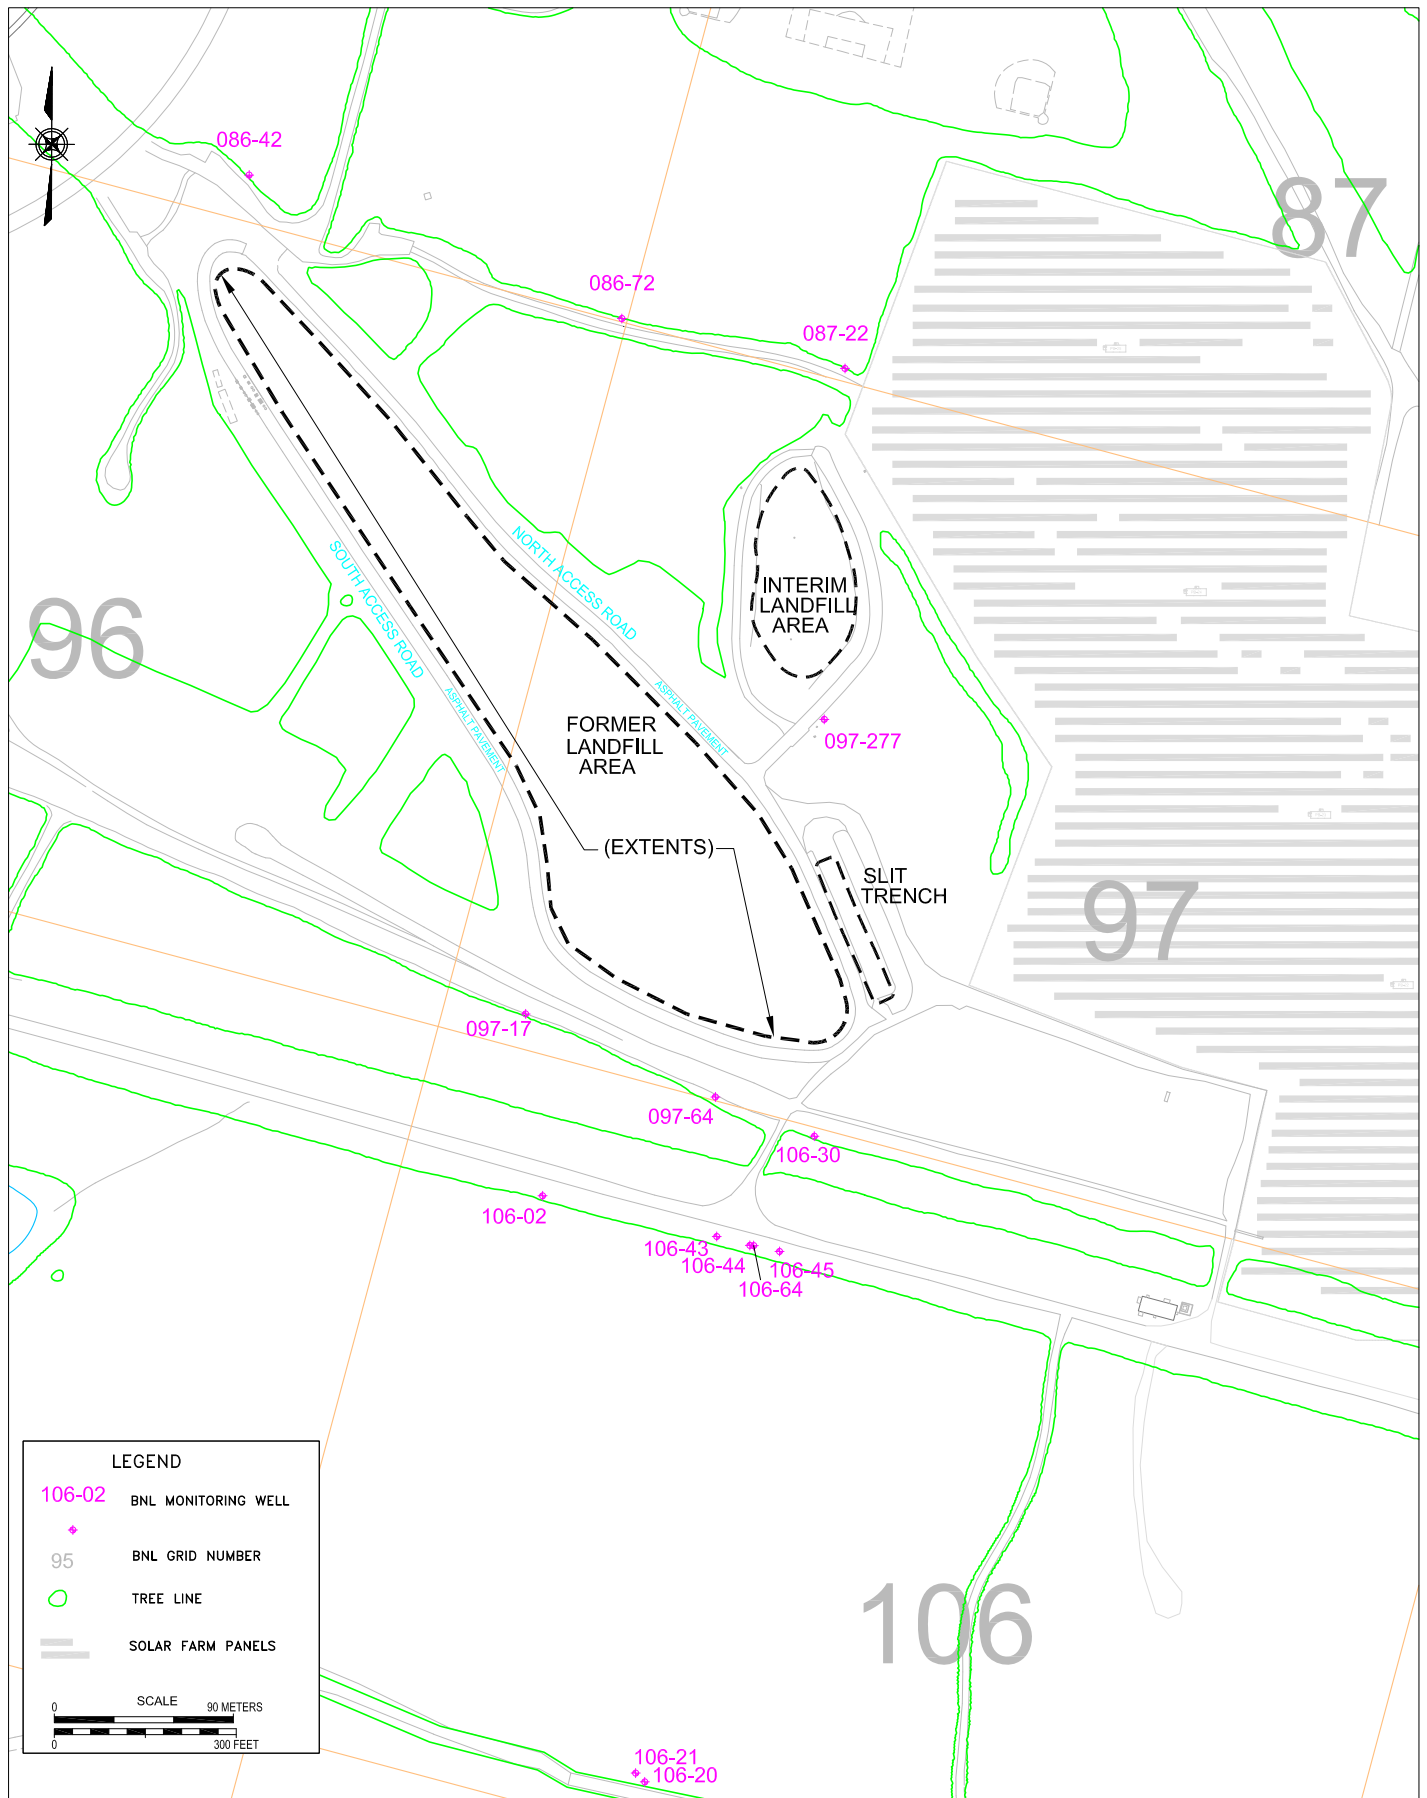 086-42
87
086-72
087-22
NORTH ACCESS ROAD
SOUTH ACCESS ROAD
INTERIM
LANDFILL
AREA
96
ASPHALT PAVEMENT
ASPHALT PAVEMENT
FORMER
LANDFILL
AREA
097-277
(EXTENTS)
SLIT
TRENCH
97
097-17
097-64
106-30
106-02
106-43
106-44
106-45
106-64
LEGEND
106-02 BNL MONITORING WELL
95 BNL GRID NUMBER
TREE LINE
SOLAR FARM PANELS
SCALE
0 90 METERS
0 300 FEET
106
106-21
106-20